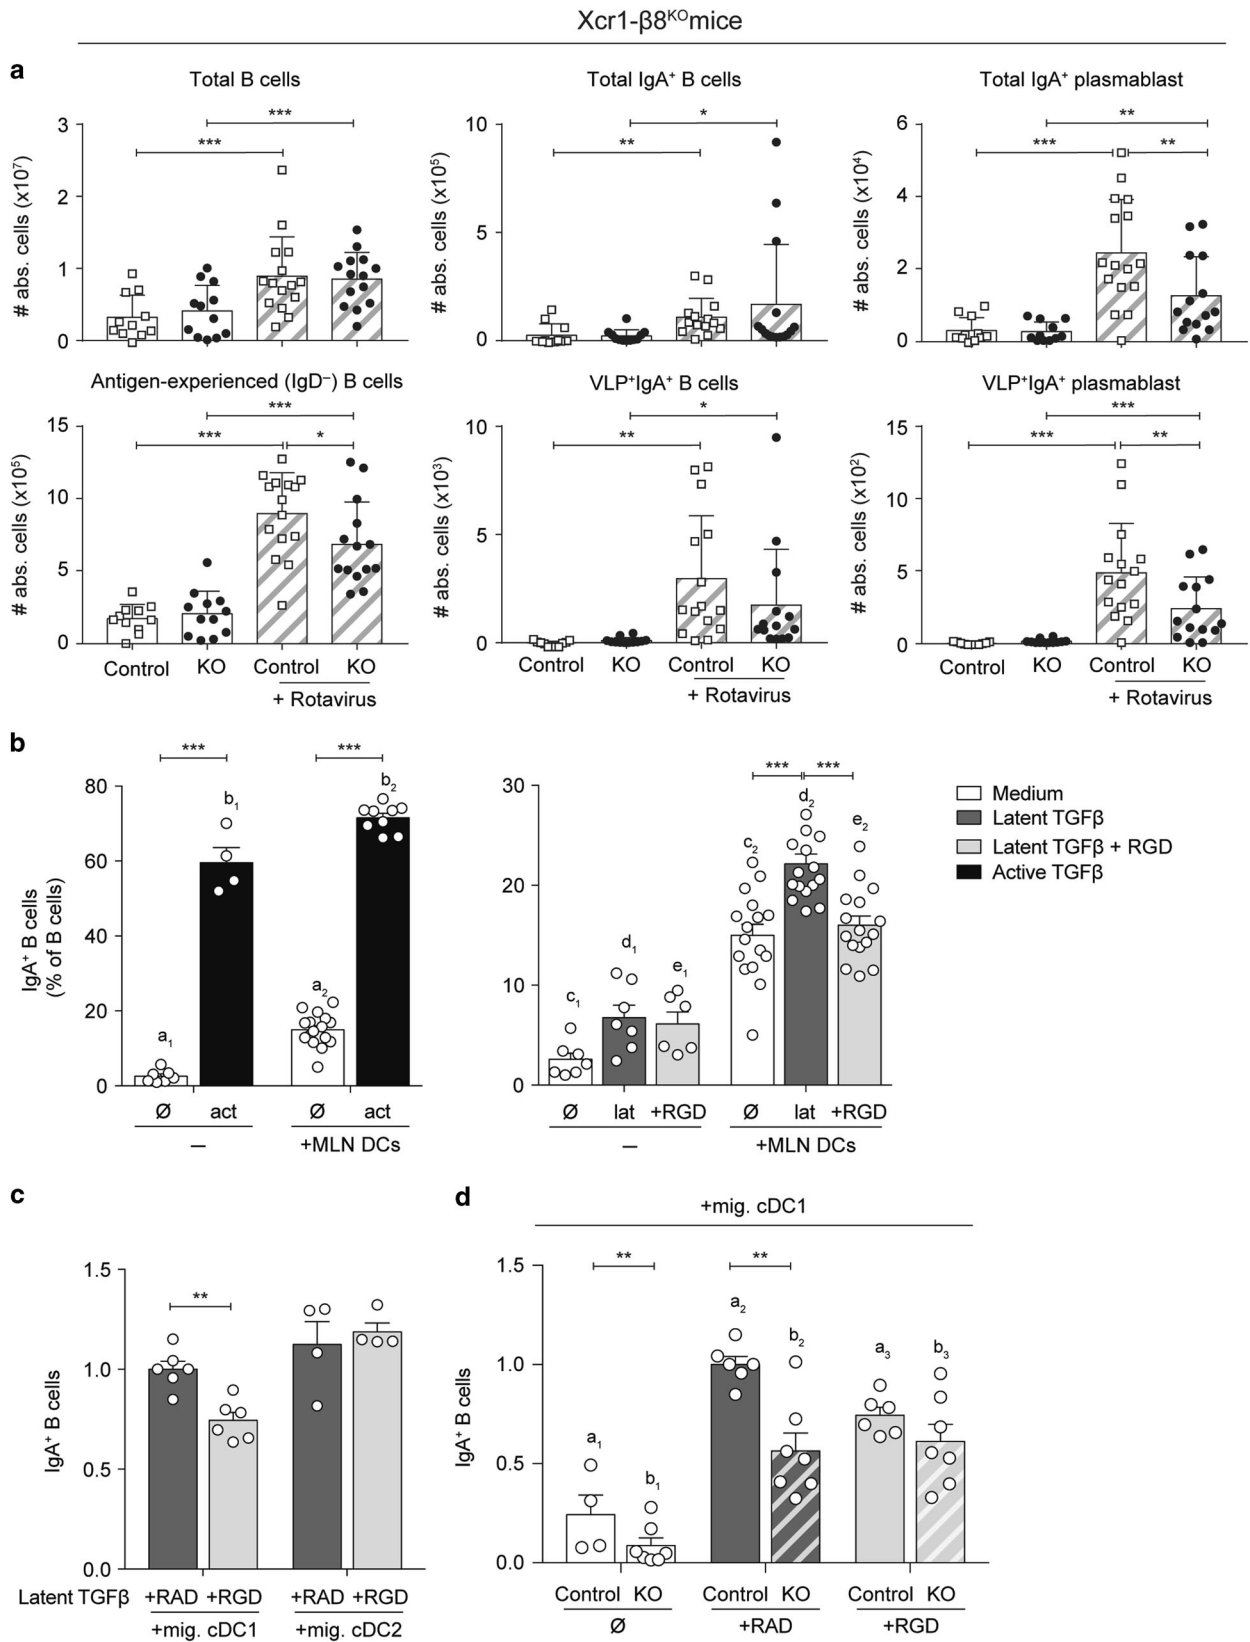 Xcr1-β8ᴷᴼmice
a
Total B cells
Total IgA⁺ B cells
Total IgA⁺ plasmablast
# abs. cells (x10⁷)
3
2
1
0
***
***
# abs. cells (x10⁵)
10
5
0
*
**
# abs. cells (x10⁴)
6
4
2
0
**
***
**
Antigen-experienced (IgD⁻) B cells
VLP⁺IgA⁺ B cells
VLP⁺IgA⁺ plasmablast
# abs. cells (x10⁵)
15
10
5
0
***
***
*
Control KO Control KO
+ Rotavirus
# abs. cells (x10³)
10
5
0
*
**
Control KO Control KO
+ Rotavirus
# abs. cells (x10²)
15
10
5
0
***
***
**
Control KO Control KO
+ Rotavirus
b
IgA⁺ B cells
(% of B cells)
80
60
40
20
0
***
***
a₁
b₁
a₂
b₂
Ø act Ø act
– +MLN DCs
30
20
10
0
***
***
c₁
d₁
e₁
c₂
d₂
e₂
Ø lat +RGD Ø lat +RGD
– +MLN DCs
Medium
Latent TGFβ
Latent TGFβ + RGD
Active TGFβ
c
IgA⁺ B cells
1.5
1.0
0.5
0.0
**
Latent TGFβ +RAD +RGD +RAD +RGD
+mig. cDC1 +mig. cDC2
d
+mig. cDC1
IgA⁺ B cells
1.5
1.0
0.5
0.0
**
**
a₁
b₁
a₂
b₂
a₃
b₃
Control KO Control KO Control KO
Ø +RAD +RGD